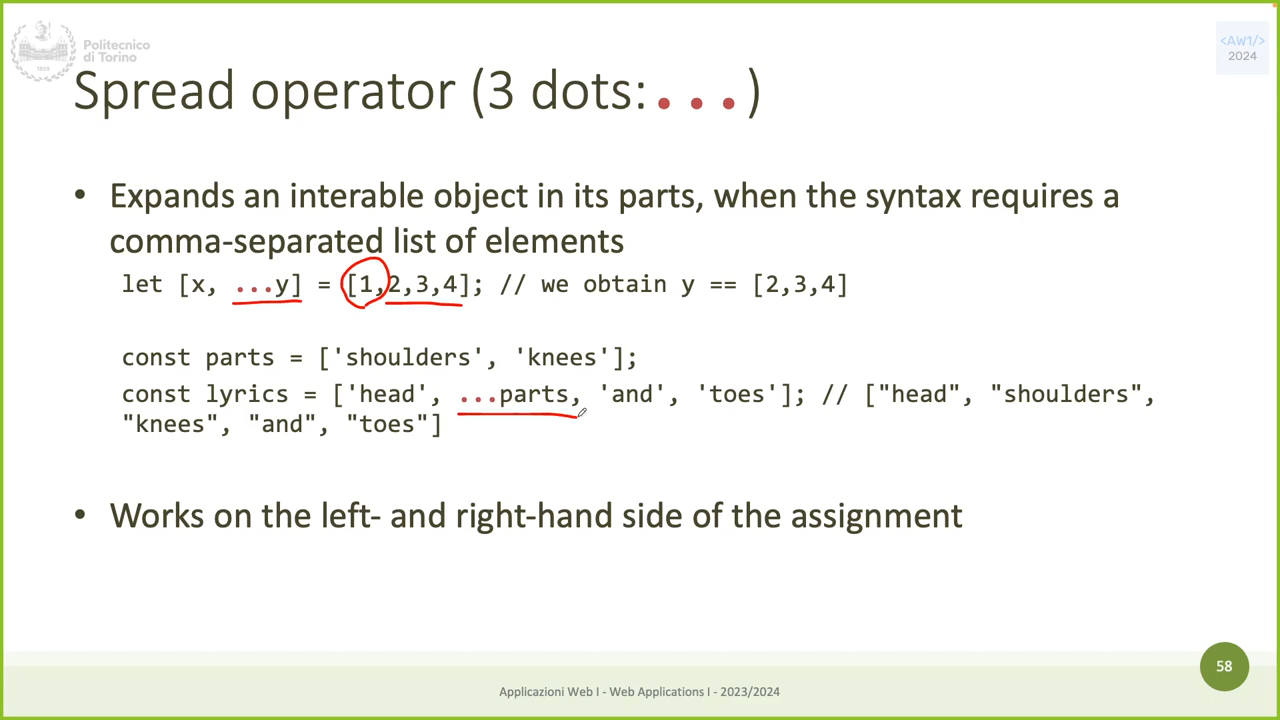 Politecnico
di Torino
1859
<AW1/>
2024
Spread operator (3 dots:...)
• Expands an interable object in its parts, when the syntax requires a
comma-separated list of elements
let [x, ...y] = [1,2,3,4]; // we obtain y == [2,3,4]
const parts = ['shoulders', 'knees'];
const lyrics = ['head', ...parts, 'and', 'toes']; // ["head", "shoulders",
"knees", "and", "toes"]
• Works on the left- and right-hand side of the assignment
58
Applicazioni Web I - Web Applications I - 2023/2024